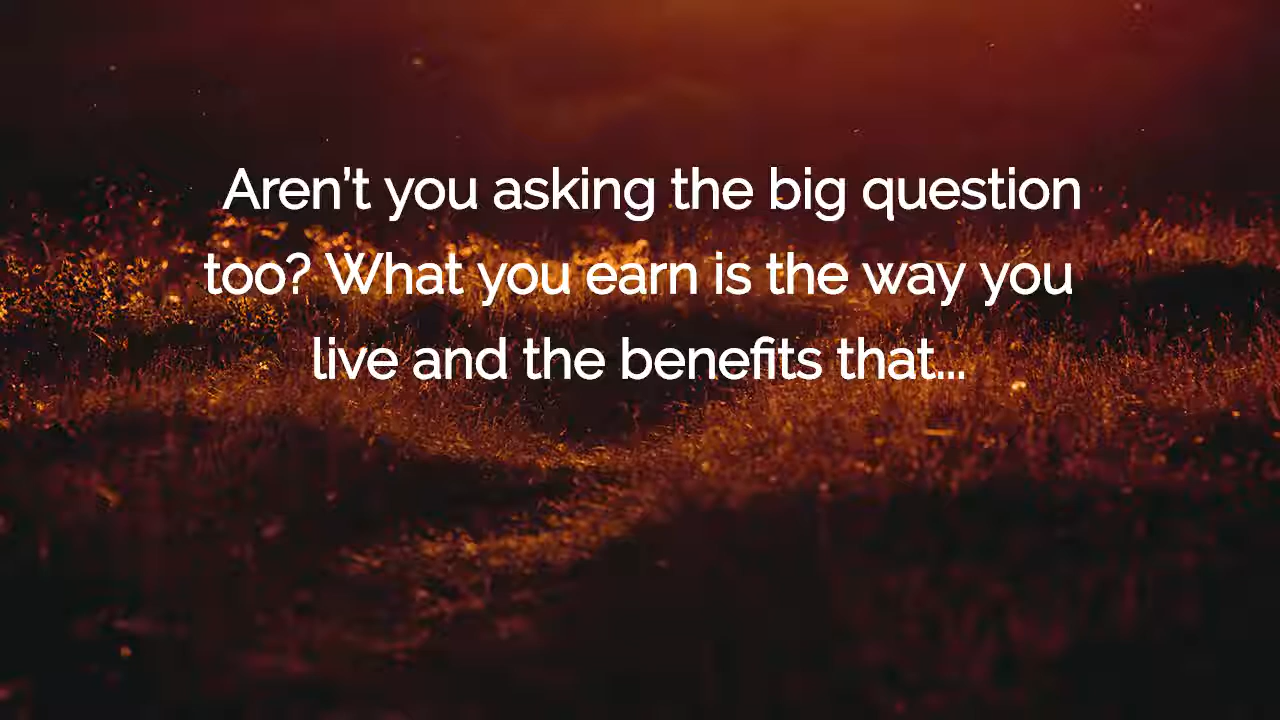 Aren’t you asking the big question
too? What you earn is the way you
live and the benefits that...